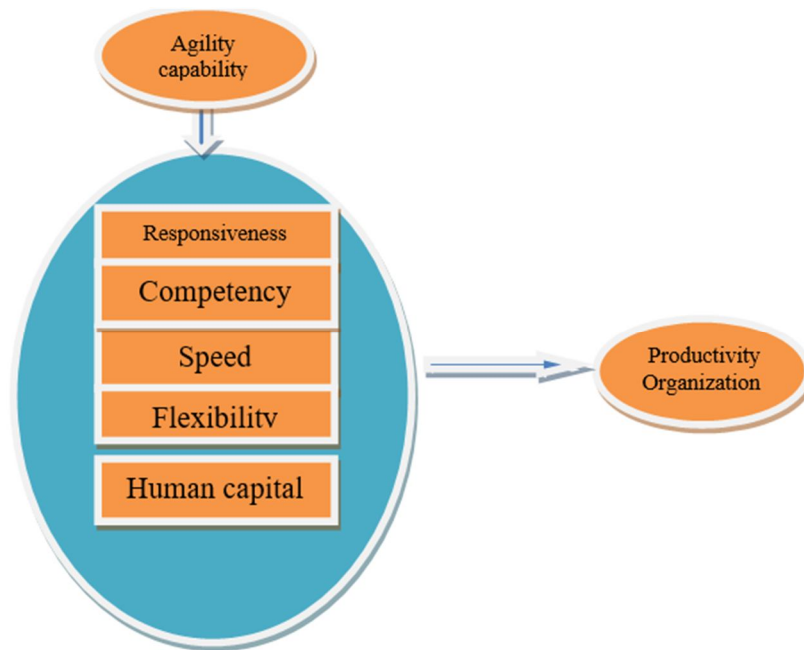 Agility
capability
Responsiveness
Competency
Speed
Flexibility
Human capital
Productivity
Organization